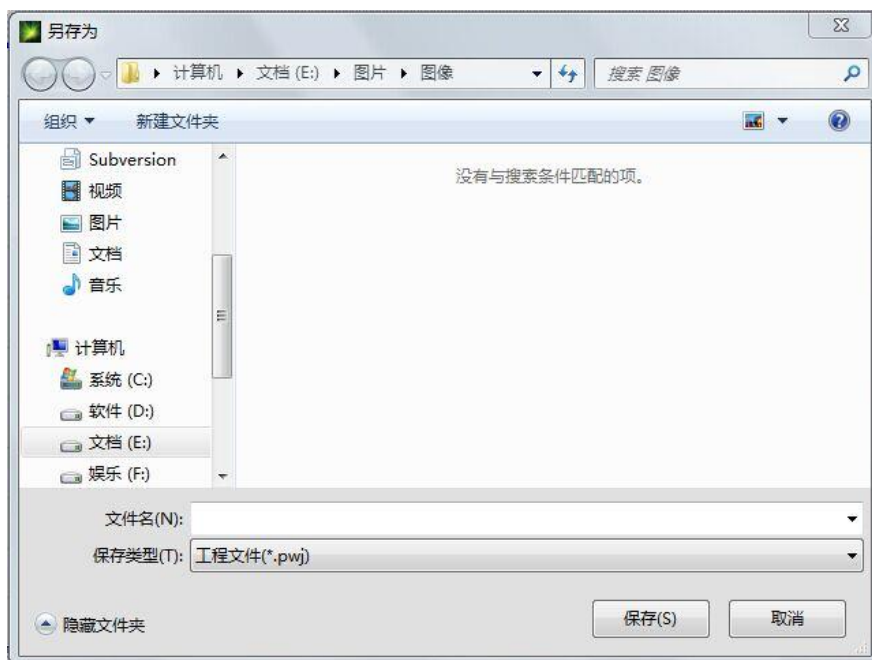 另存为
计算机 文档 (E:) 图片 图像
搜索 图像
组织 新建文件夹
Subversion
视频
图片
文档
音乐
计算机
系统 (C:)
软件 (D:)
文档 (E:)
娱乐 (F:)
没有与搜索条件匹配的项。
文件名(N):
保存类型(T): 工程文件(*.pwj)
隐藏文件夹 保存(S) 取消